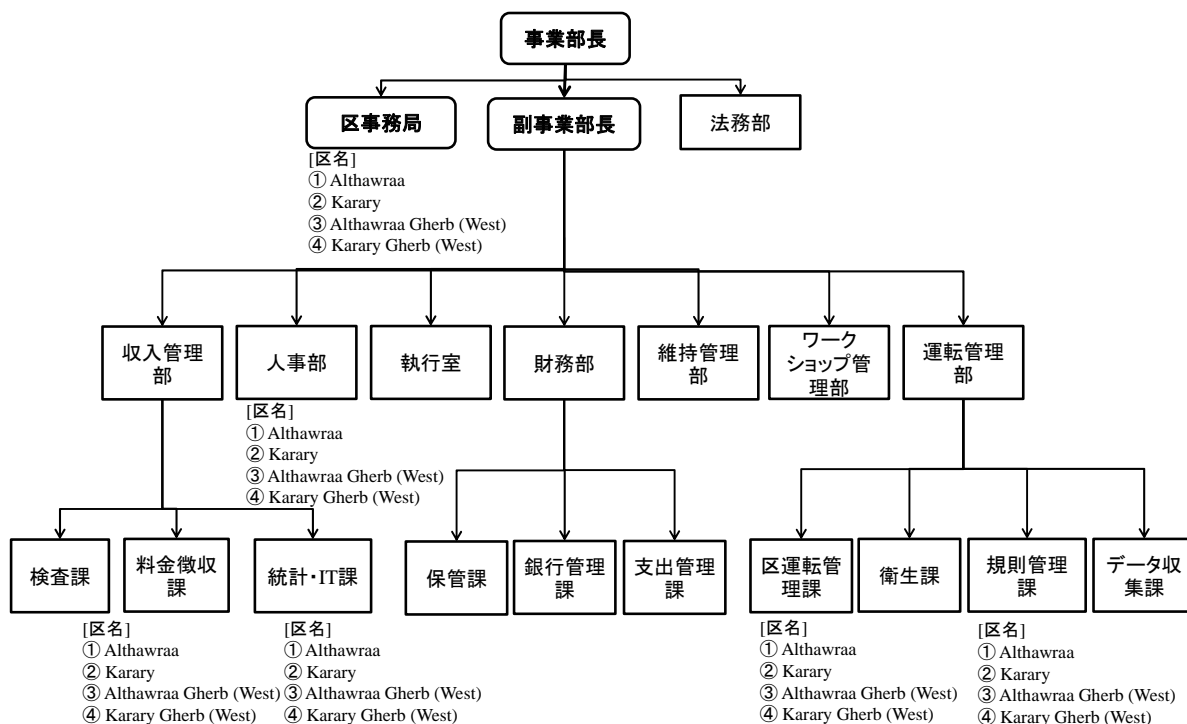 事業部長
区事務局
副事業部長
法務部
[区名]
① Althawraa
② Karary
③ Althawraa Gherb (West)
④ Karary Gherb (West)
収入管理
部
人事部
執行室
財務部
維持管理
部
ワーク
ショップ管
理部
運転管理
部
[区名]
① Althawraa
② Karary
③ Althawraa Gherb (West)
④ Karary Gherb (West)
検査課
料金徴収
課
統計・IT課
保管課
銀行管理
課
支出管理
課
区運転管
理課
衛生課
規則管理
課
データ収
集課
[区名]
① Althawraa
② Karary
③ Althawraa Gherb (West)
④ Karary Gherb (West)
[区名]
① Althawraa
② Karary
③ Althawraa Gherb (West)
④ Karary Gherb (West)
[区名]
① Althawraa
② Karary
③ Althawraa Gherb (West)
④ Karary Gherb (West)
[区名]
① Althawraa
② Karary
③ Althawraa Gherb (West)
④ Karary Gherb (West)